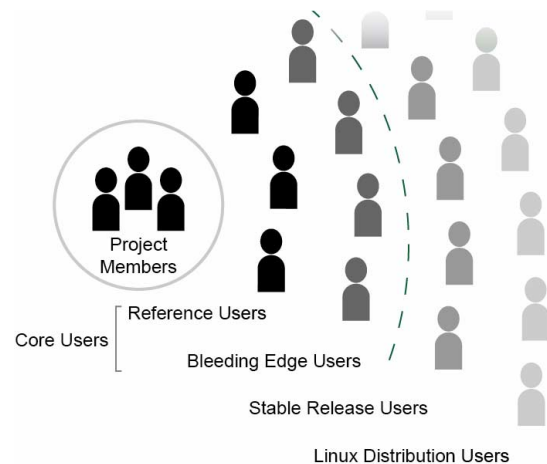 Project
Members
Reference Users
Core Users
Bleeding Edge Users
Stable Release Users
Linux Distribution Users